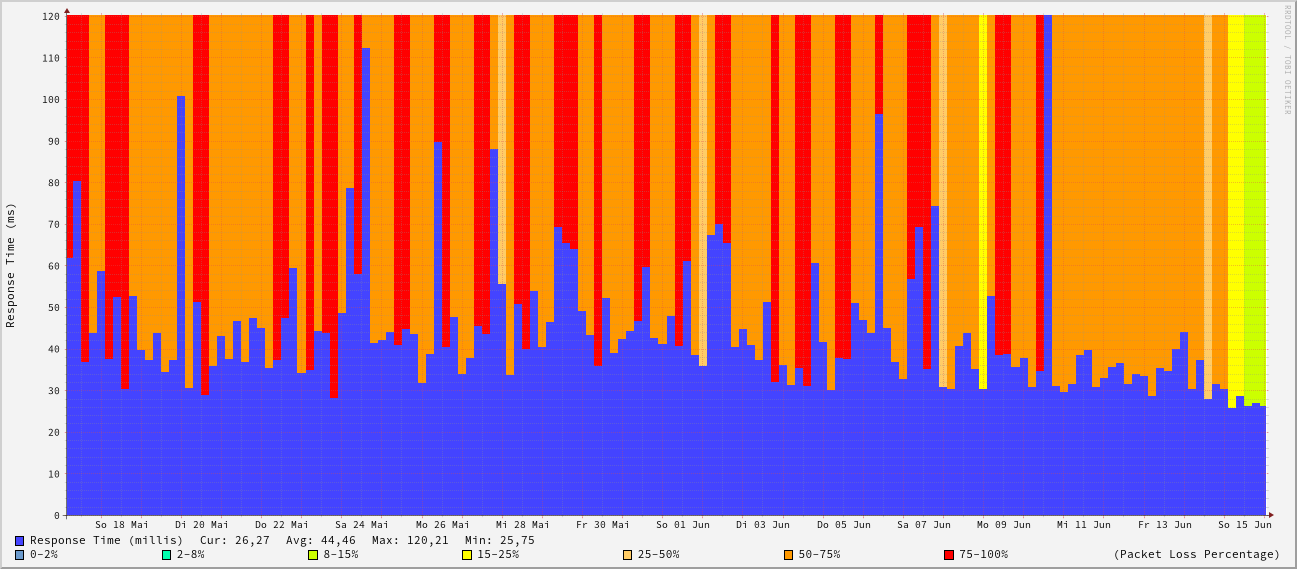 RRDTOOL / TOBI OETIKER
Response Time (ms)
120
110
100
90
80
70
60
50
40
30
20
10
0
So 18 Mai Di 20 Mai Do 22 Mai Sa 24 Mai Mo 26 Mai Mi 28 Mai Fr 30 Mai So 01 Jun Di 03 Jun Do 05 Jun Sa 07 Jun Mo 09 Jun Mi 11 Jun Fr 13 Jun So 15 Jun
Response Time (millis) Cur: 26,27 Avg: 44,46 Max: 120,21 Min: 25,75
0-2% 2-8% 8-15% 15-25% 25-50% 50-75% 75-100% (Packet Loss Percentage)